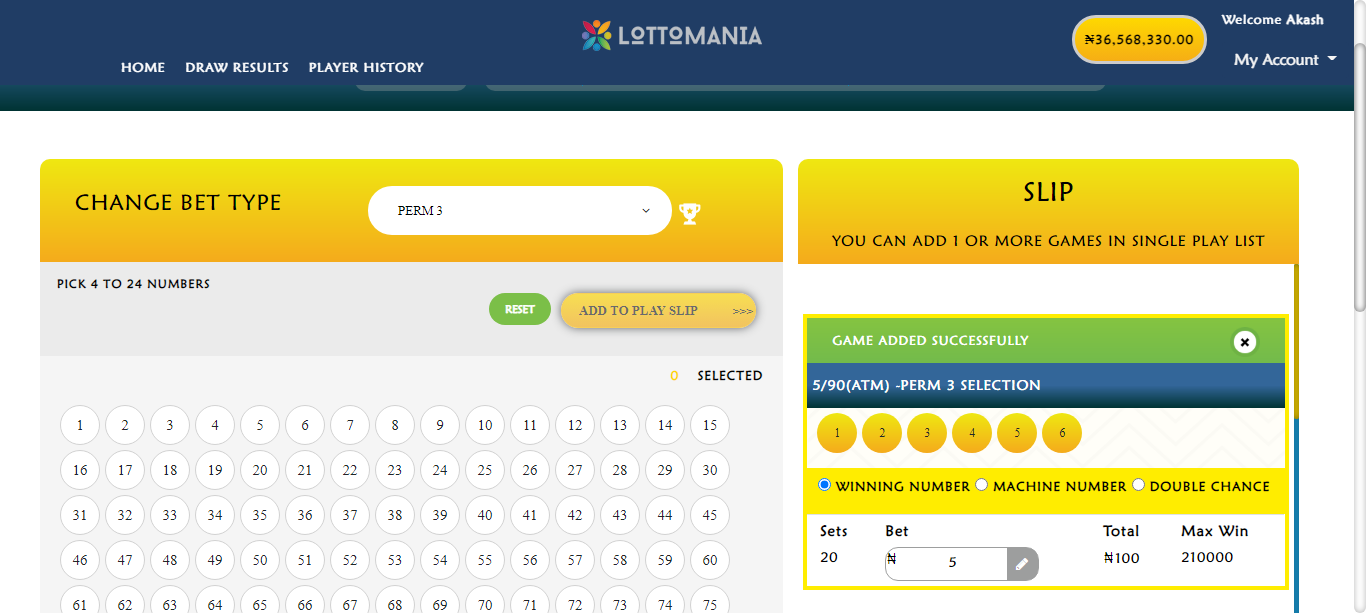 LOTTOMANIA
₦36,568,330.00
Welcome Akash
My Account
HOME DRAW RESULTS PLAYER HISTORY
CHANGE BET TYPE
PERM 3
PICK 4 TO 24 NUMBERS
RESET
ADD TO PLAY SLIP >>>
0 SELECTED
1 2 3 4 5 6 7 8 9 10 11 12 13 14 15
16 17 18 19 20 21 22 23 24 25 26 27 28 29 30
31 32 33 34 35 36 37 38 39 40 41 42 43 44 45
46 47 48 49 50 51 52 53 54 55 56 57 58 59 60
61 62 63 64 65 66 67 68 69 70 71 72 73 74 75
SLIP
YOU CAN ADD 1 OR MORE GAMES IN SINGLE PLAY LIST
GAME ADDED SUCCESSFULLY
5/90(ATM) -PERM 3 SELECTION
1 2 3 4 5 6
WINNING NUMBER MACHINE NUMBER DOUBLE CHANCE
Sets Bet Total Max Win
20 ₦ 5 ₦100 210000